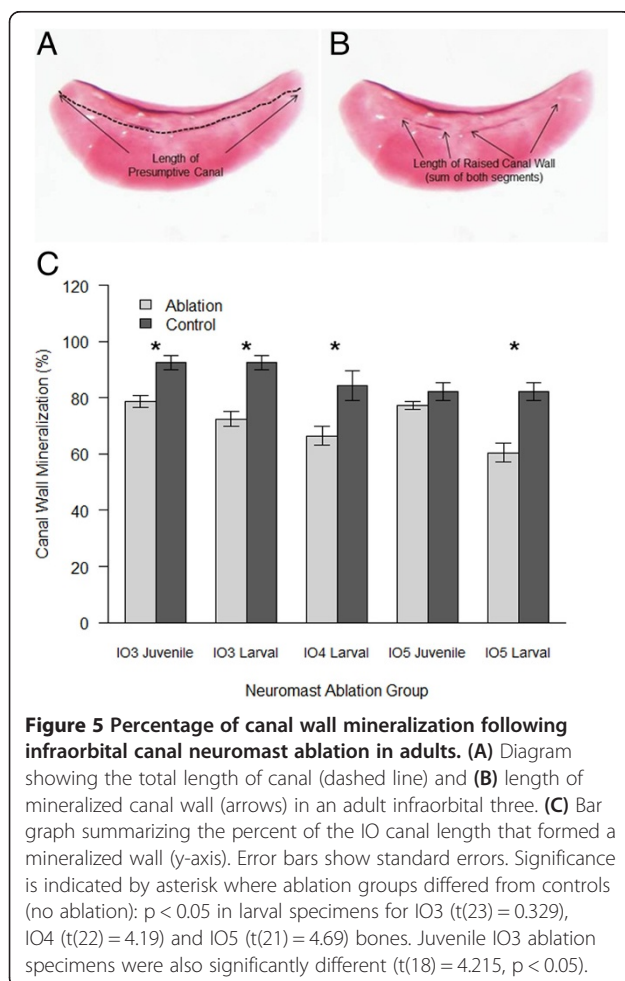 A
B
Length of
Presumptive Canal
Length of Raised Canal Wall
(sum of both segments)
C
120
100
80
60
40
20
0
Canal Wall Mineralization (%)
Ablation
Control
* * * *
IO3 Juvenile IO3 Larval IO4 Larval IO5 Juvenile IO5 Larval
Neuromast Ablation Group
Figure 5 Percentage of canal wall mineralization following
infraorbital canal neuromast ablation in adults. (A) Diagram
showing the total length of canal (dashed line) and (B) length of
mineralized canal wall (arrows) in an adult infraorbital three. (C) Bar
graph summarizing the percent of the IO canal length that formed a
mineralized wall (y-axis). Error bars show standard errors. Significance
is indicated by asterisk where ablation groups differed from controls
(no ablation): p < 0.05 in larval specimens for IO3 (t(23) = 0.329),
IO4 (t(22) = 4.19) and IO5 (t(21) = 4.69) bones. Juvenile IO3 ablation
specimens were also significantly different (t(18) = 4.215, p < 0.05).